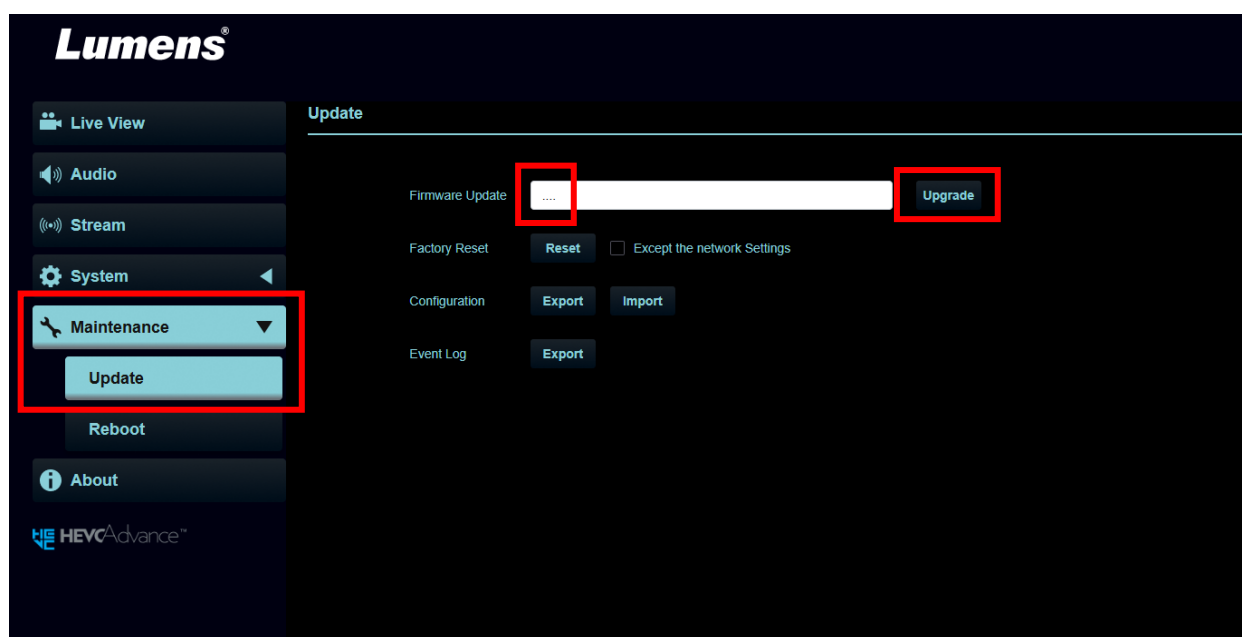 Lumens®
Live View
Audio
Stream
System
Maintenance
Update
Reboot
About
HEVCAdvance™
Update
Firmware Update .... Upgrade
Factory Reset Reset Except the network Settings
Configuration Export Import
Event Log Export